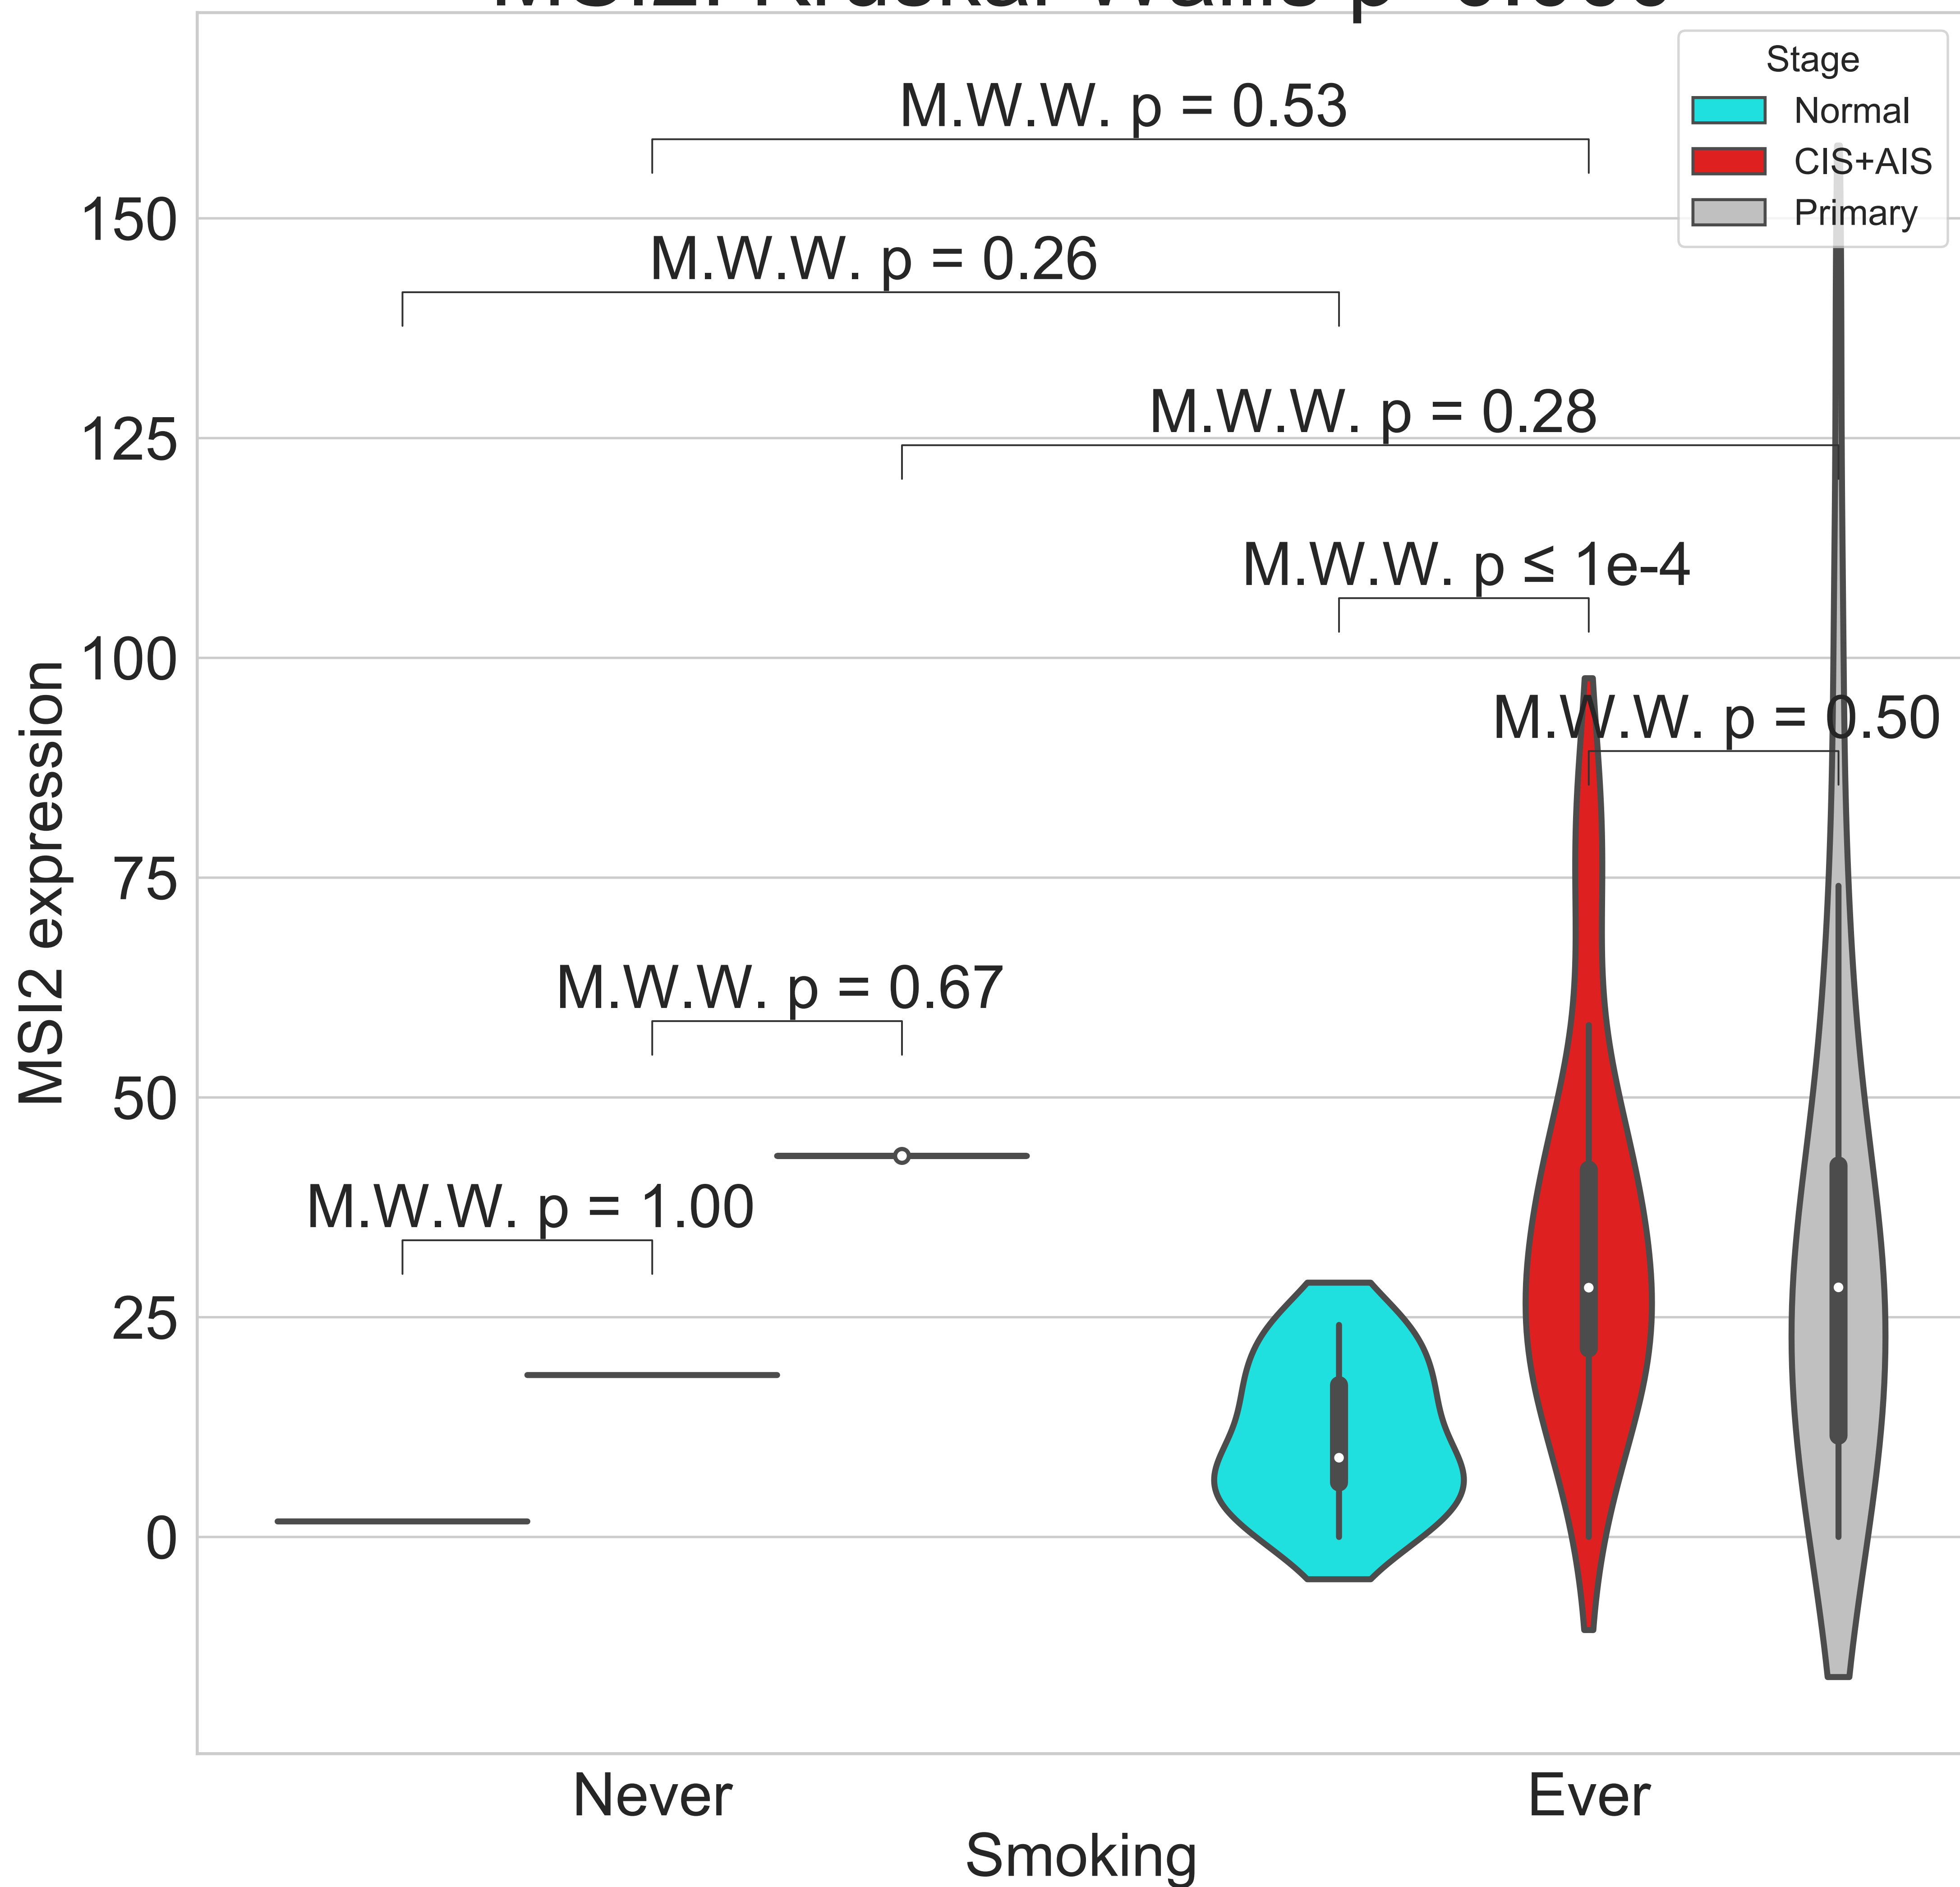 Stage
Normal
CIS+AIS
Primary
M.W.W. p = 0.53
M.W.W. p = 0.26
M.W.W. p = 0.28
M.W.W. p ≤ 1e-4
M.W.W. p = 0.50
M.W.W. p = 0.67
M.W.W. p = 1.00
MSI2 expression
150
125
100
75
50
25
0
Never
Ever
Smoking